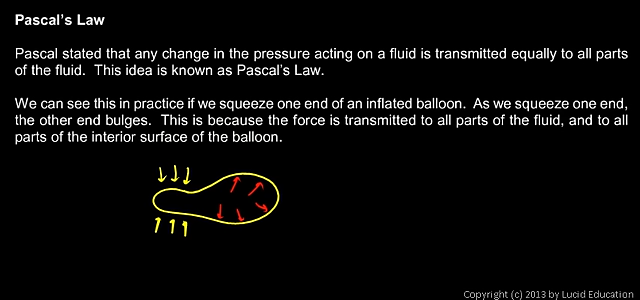 Pascal's Law
Pascal stated that any change in the pressure acting on a fluid is transmitted equally to all parts
of the fluid.  This idea is known as Pascal's Law.
We can see this in practice if we squeeze one end of an inflated balloon.  As we squeeze one end,
the other end bulges.  This is because the force is transmitted to all parts of the fluid, and to all
parts of the interior surface of the balloon.
Copyright (c) 2013 by Lucid Education